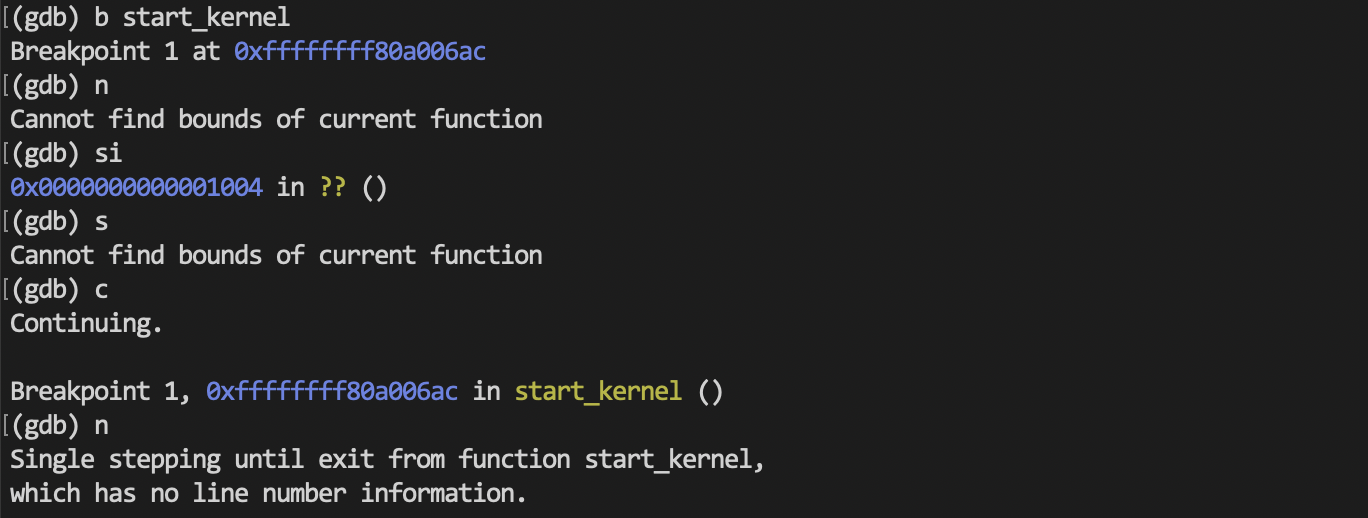 [(gdb) b start_kernel
Breakpoint 1 at 0xffffffff80a006ac
[(gdb) n
Cannot find bounds of current function
[(gdb) si
0x0000000000001004 in ?? ()
[(gdb) s
Cannot find bounds of current function
[(gdb) c
Continuing.
Breakpoint 1, 0xffffffff80a006ac in start_kernel ()
[(gdb) n
Single stepping until exit from function start_kernel,
which has no line number information.